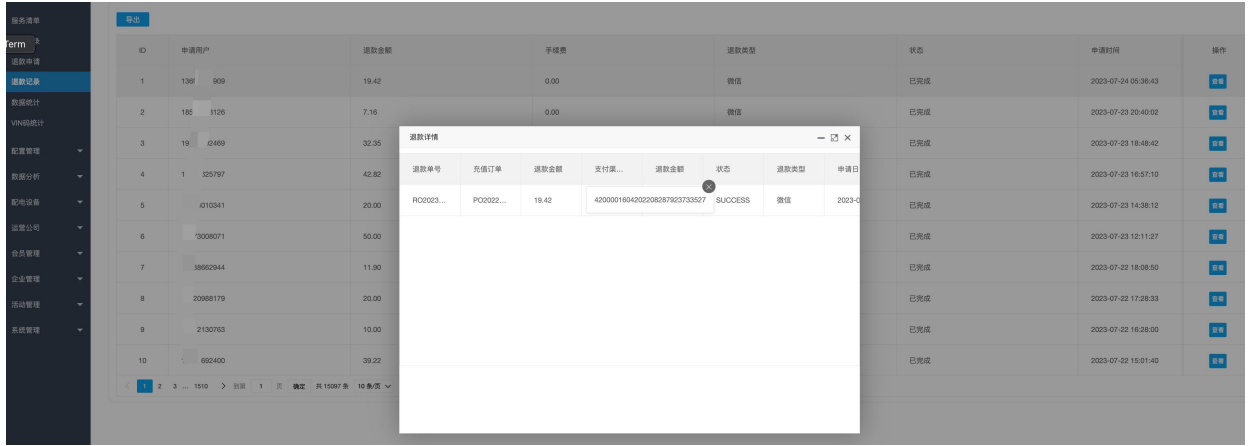 服务清单
导出
Term
退款申请
退款记录
数据统计
VIN码统计
配置管理
数据分析
配电设备
运营公司
会员管理
企业管理
活动管理
系统管理
ID 申请用户 退款金额 手续费 退款类型 状态 申请时间 操作
1 136 909 19.42 0.00 微信 已完成 2023-07-24 05:36:43 查看
2 185 1126 7.16 0.00 微信 已完成 2023-07-23 20:40:02 查看
3 19 2469 32.35 已完成 2023-07-23 18:48:42 查看
4 1 325797 42.82 已完成 2023-07-23 16:57:10 查看
5 010341 20.00 已完成 2023-07-23 14:38:12 查看
6 3008071 50.00 已完成 2023-07-23 12:11:27 查看
7 38662944 11.90 已完成 2023-07-22 18:08:50 查看
8 20988179 20.00 已完成 2023-07-22 17:28:33 查看
9 2130763 10.00 已完成 2023-07-22 16:28:00 查看
10 692400 39.22 已完成 2023-07-22 15:01:40 查看
1 2 3 ... 1510 到第 1 页 确定 共 15097 条 10 条/页
退款详情
退款单号 充值订单 退款金额 支付渠... 退款金额 状态 退款类型 申请日
RO2023... PO2022... 19.42 4200001604202208287923733527 SUCCESS 微信 2023-0